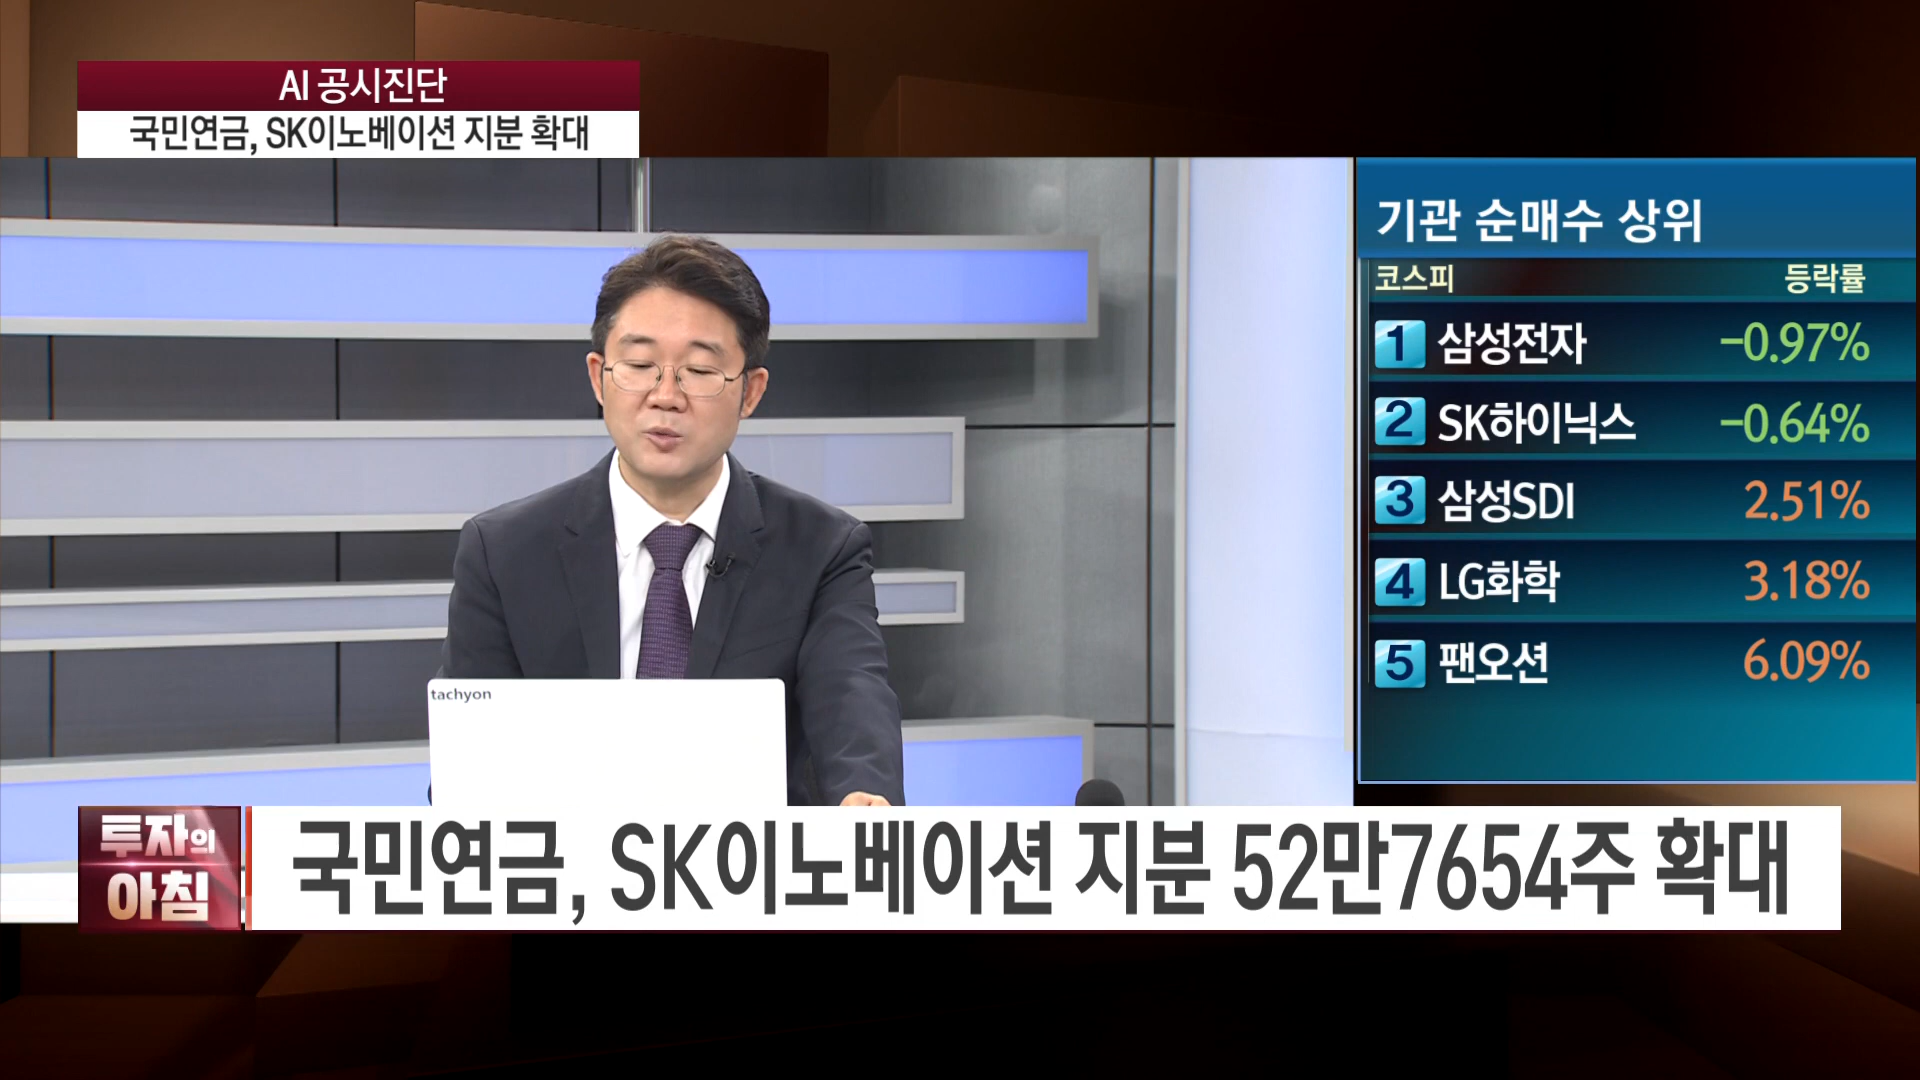 AI 공시진단
국민연금, SK이노베이션 지분 확대
기관 순매수 상위
코스피 등락률
1 삼성전자 -0.97%
2 SK하이닉스 -0.64%
3 삼성SDI 2.51%
4 LG화학 3.18%
5 팬오션 6.09%
tachyon
투자의
아침
국민연금, SK이노베이션 지분 52만7654주 확대